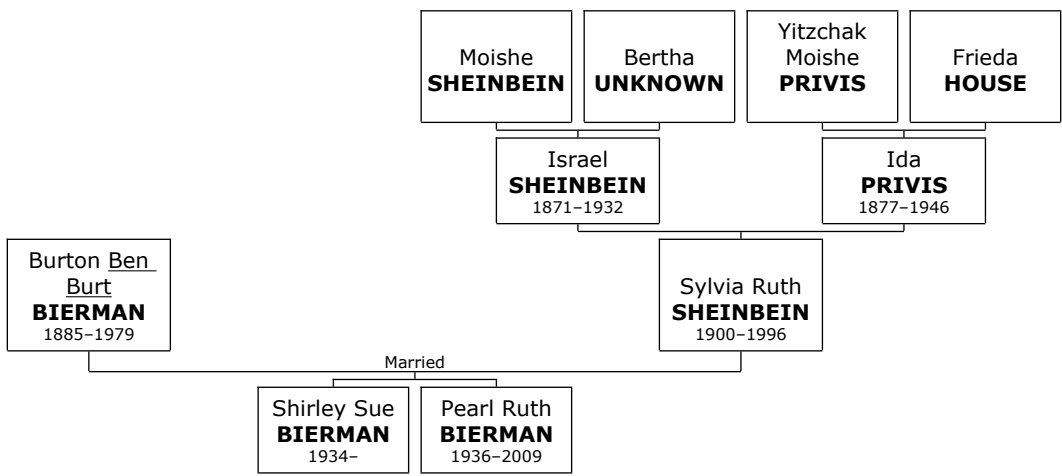 Moishe
SHEINBEIN
Bertha
UNKNOWN
Yitzchak
Moishe
PRIVIS
Frieda
HOUSE
Israel
SHEINBEIN
1871–1932
Ida
PRIVIS
1877–1946
Burton Ben
Burt
BIERMAN
1885–1979
Sylvia Ruth
SHEINBEIN
1900–1996
Married
Shirley Sue
BIERMAN
1934–
Pearl Ruth
BIERMAN
1936–2009